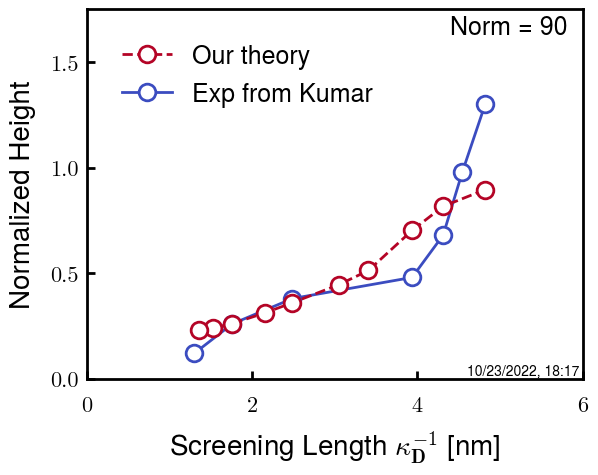 Norm = 90
Our theory
Exp from Kumar
Normalized Height
1.5
1.0
0.5
0.0
10/23/2022, 18:17
0 2 4 6
Screening Length κ_D^{-1} [nm]